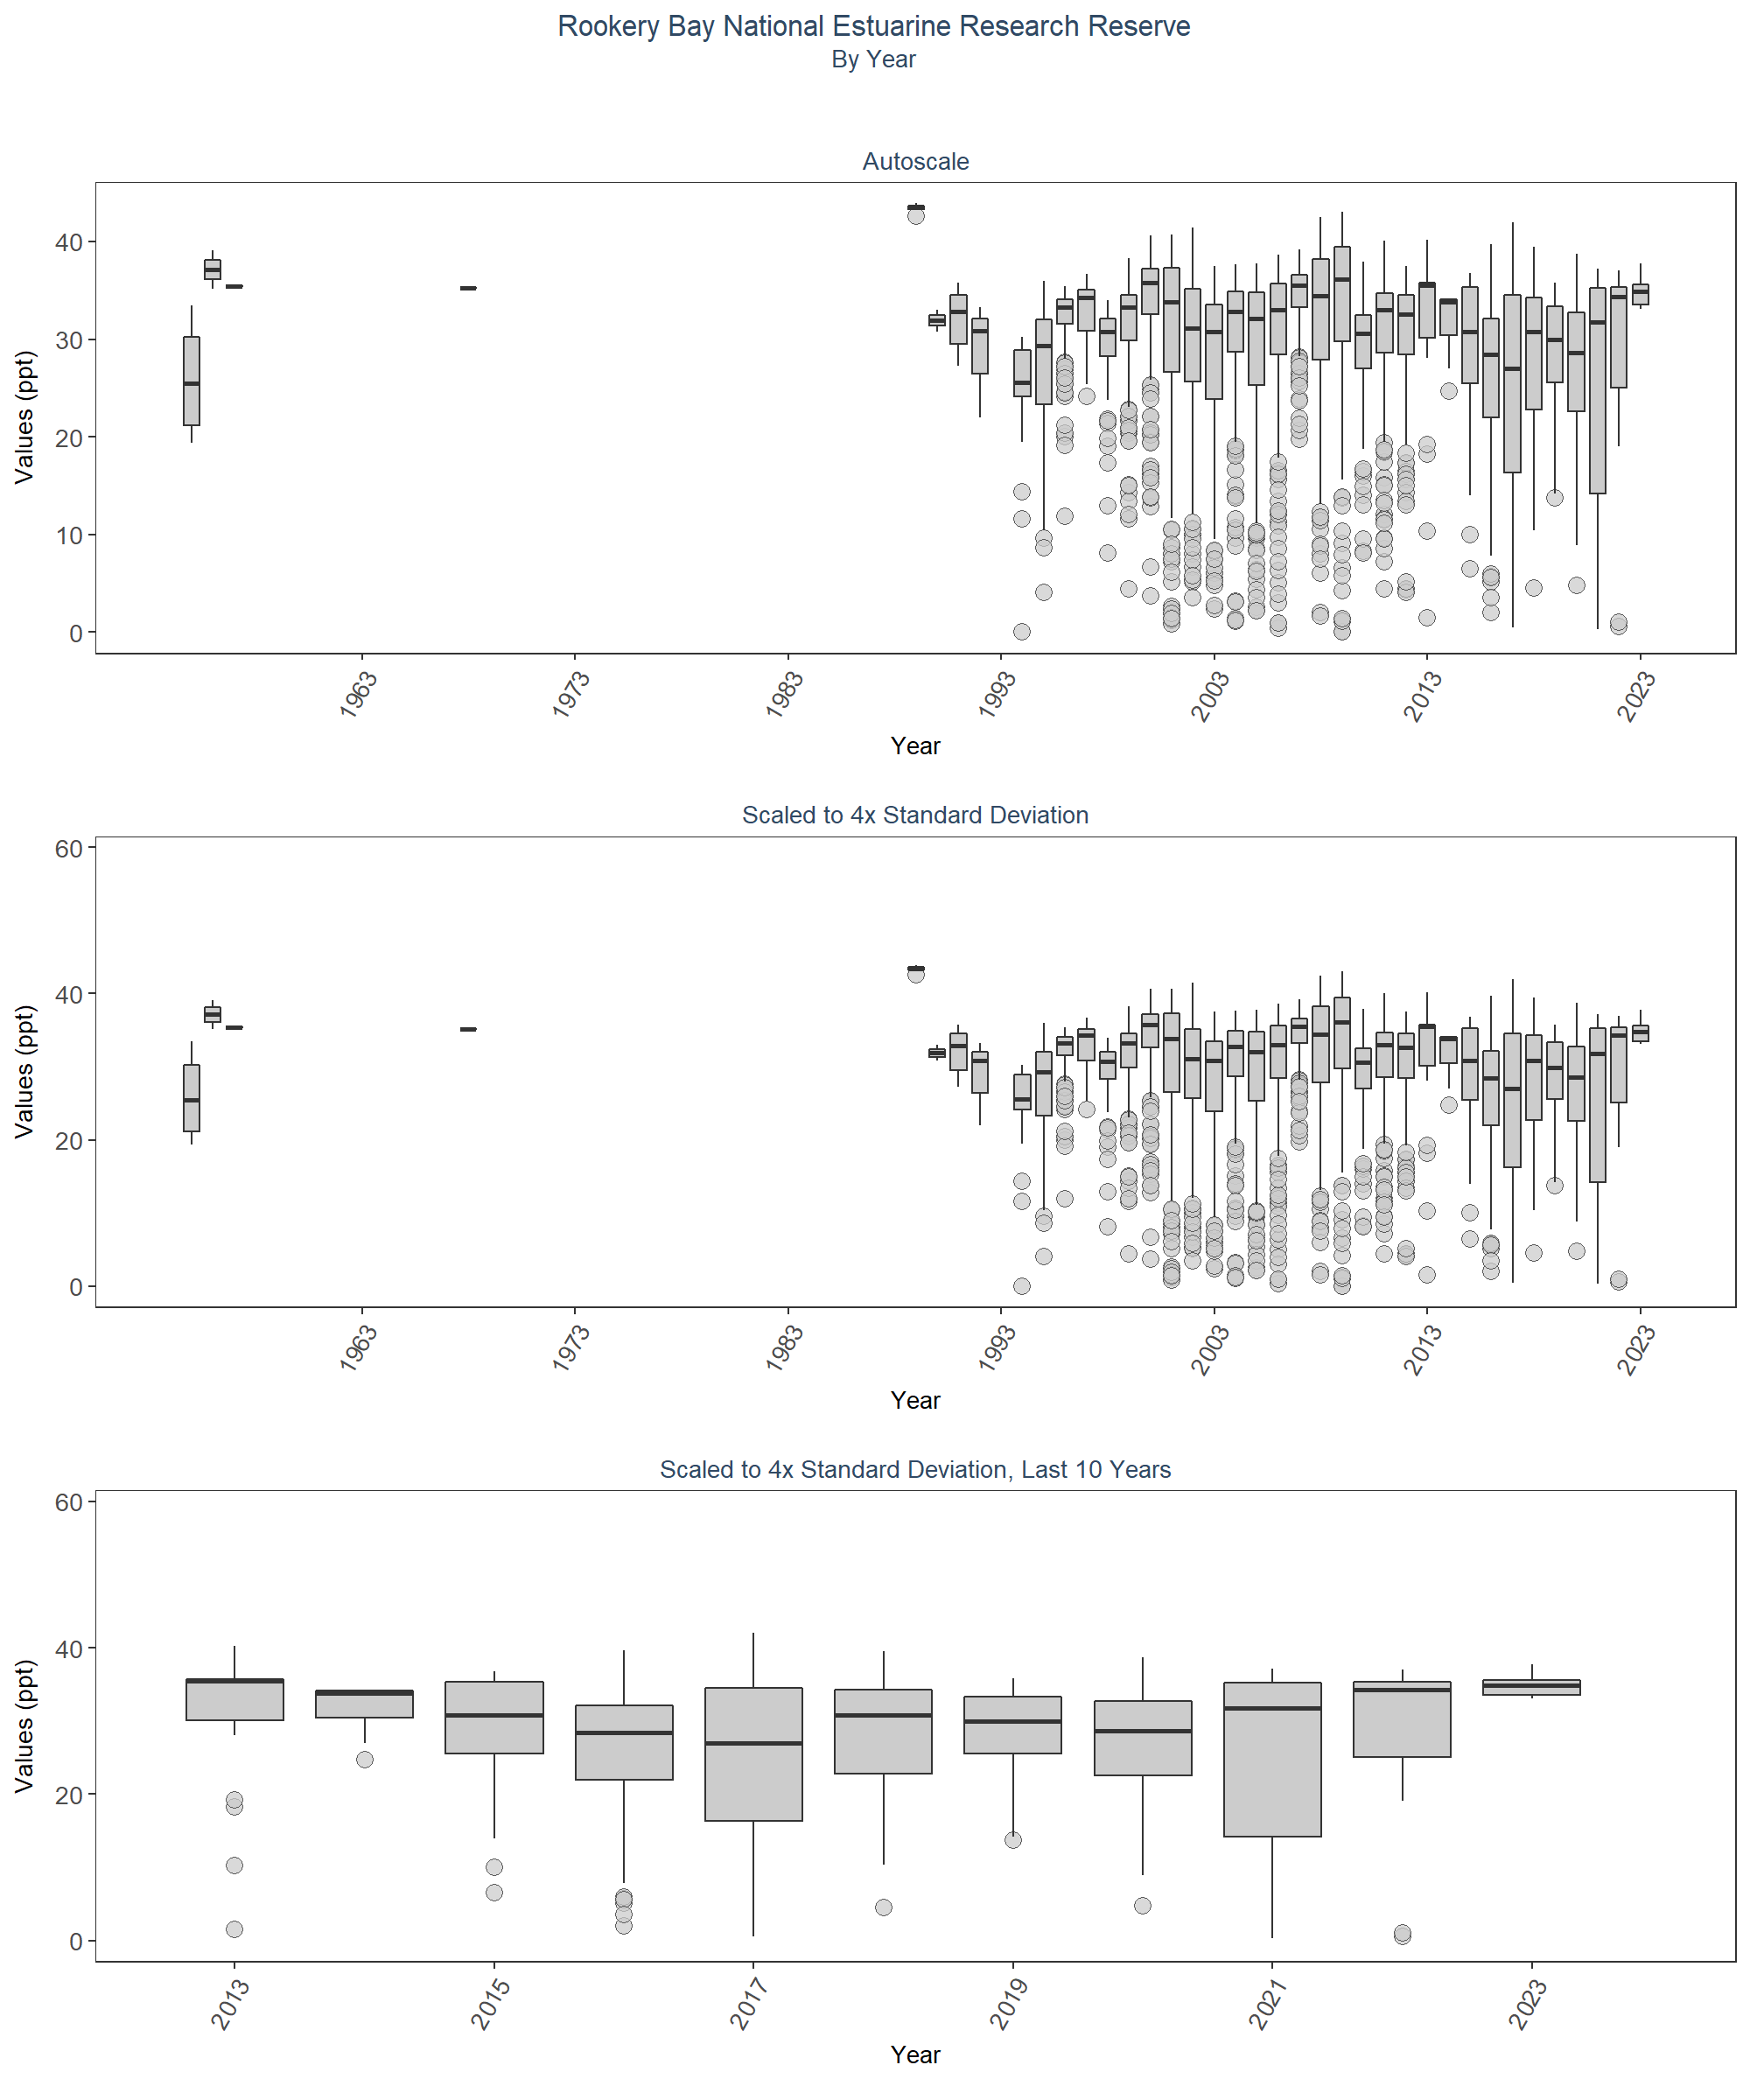 Rookery Bay National Estuarine Research Reserve
By Year
Autoscale
Values (ppt)
40
30
20
10
0
1963 1973 1983 1993 2003 2013 2023
Year
Scaled to 4x Standard Deviation
Values (ppt)
60
40
20
0
1963 1973 1983 1993 2003 2013 2023
Year
Scaled to 4x Standard Deviation, Last 10 Years
Values (ppt)
60
40
20
0
2013 2015 2017 2019 2021 2023
Year